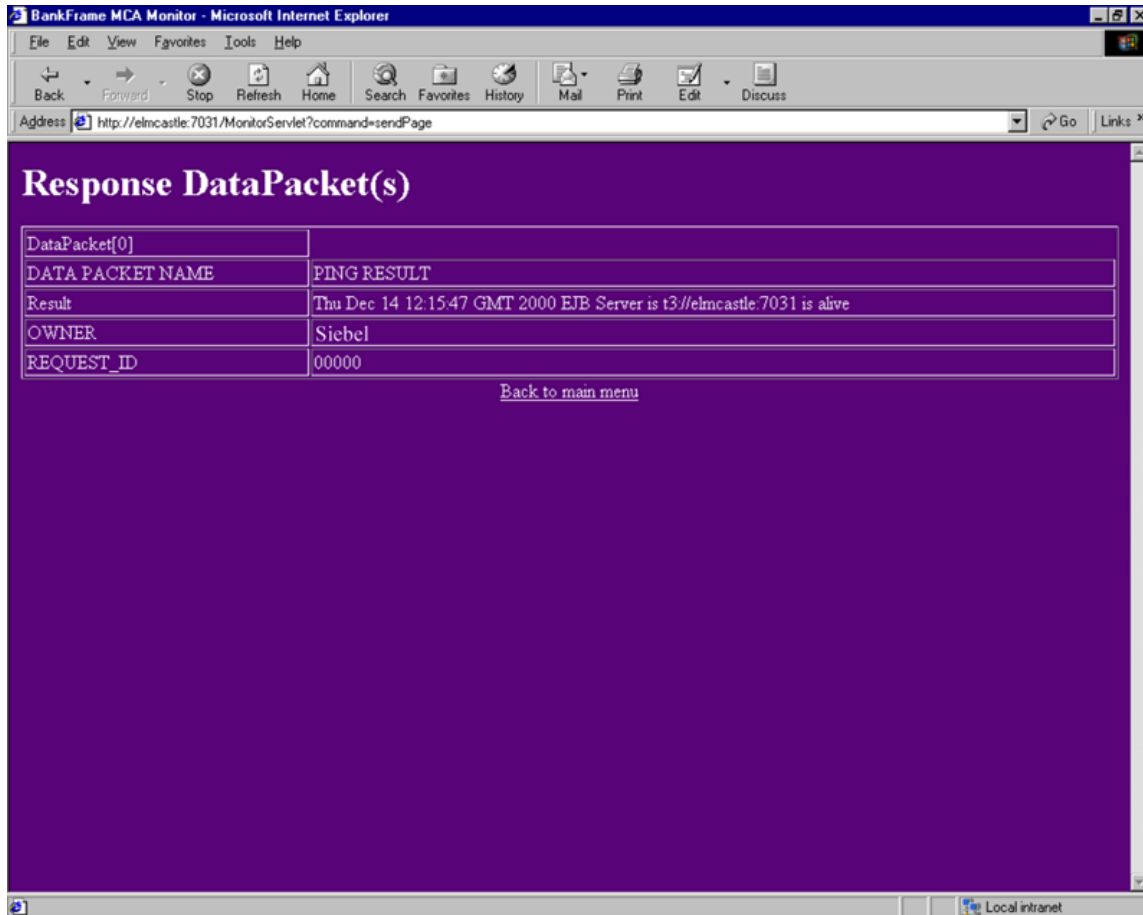 BankFrame MCA Monitor - Microsoft Internet Explorer
File Edit View Favorites Tools Help
Back Forward Stop Refresh Home Search Favorites History Mail Print Edit Discuss
Address http://elmcastle:7031/MonitorServlet?command=sendPage Go Links »
Response DataPacket(s)
DataPacket[0]
DATA PACKET NAME PING RESULT
Result Thu Dec 14 12:15:47 GMT 2000 EJB Server is t3://elmcastle:7031 is alive
OWNER Siebel
REQUEST_ID 00000
Back to main menu
Local intranet